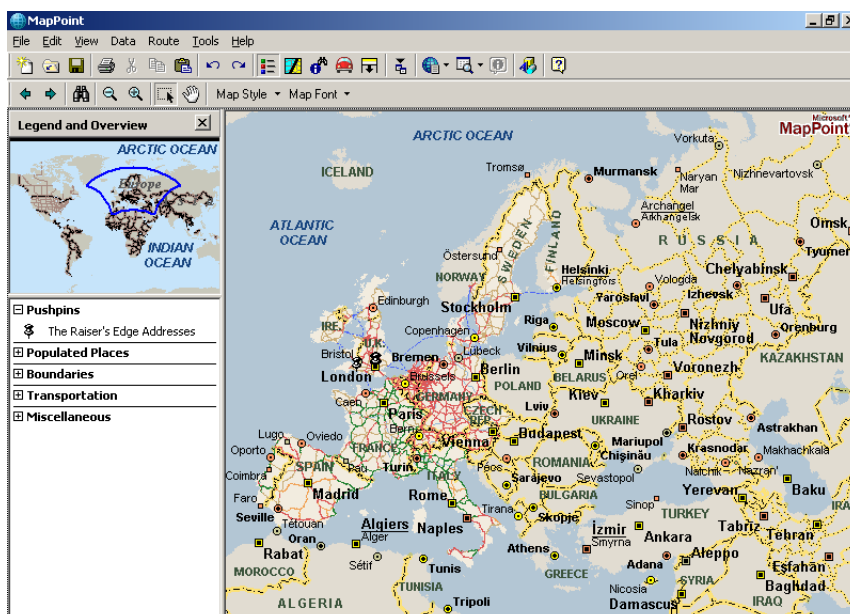 MapPoint
File Edit View Data Route Tools Help
Map Style Map Font
Legend and Overview
ARCTIC OCEAN
Europe
INDIAN
OCEAN
Pushpins
The Raiser's Edge Addresses
Populated Places
Boundaries
Transportation
Miscellaneous
Microsoft
MapPoint
ARCTIC OCEAN
Vorkuta
ICELAND
Tromsø
Murmansk
Naryan
Mar
Nizhnevartovsk
Archangel
Arkhangelsk
ATLANTIC
OCEAN
Omsk
RUSSIA
Tyumen
Östersund
SWEDEN
FINLAND
NORWAY
Helsinki
Helsingfors
Vologda
Chelyabinsk
Izhevsk
Stockholm
Yaroslavl
Ufa
Edinburgh
Copenhagen
Riga
Moscow
Nizhniy
Novgorod
Orenburg
IRE.
U.K.
Vilnius
Tula
Bristol
Bremen
Lübeck
Minsk
KAZAKHSTAN
London
Berlin
Orel
Voronezh
Brussels
POLAND
BELARUS
Caen
GERMANY
Kiev
Kharkiv
Paris
CZECH
REP.
Lviv
UKRAINE
Rostov
Astrakhan
Bern
Vienna
Budapest
Mariupol
Lugo
Oviedo
FRANCE
Chişinău
Krasnodar
Makhachkala
Oporto
Pau
Turin
Pécs
ROMANIA
Nalchik
Nazran'
Coimbra
SPAIN
ITALY
Sarajevo
Sevastopol
Madrid
Rome
BULGARIA
Sinop
Yerevan
Baku
Faro
Tirana
Skopje
TURKEY
Seville
Tétouan
Algiers
Alger
Naples
İzmir
Smyrna
Ankara
Tabriz
Tehran
Oran
Athens
Adana
Aleppo
Rabat
Sétif
Tunis
GREECE
Eşfahān
MOROCCO
TUNISIA
Nicosia
SYRIA
Baghdad
ALGERIA
Tripoli
Damascus
IRAQ